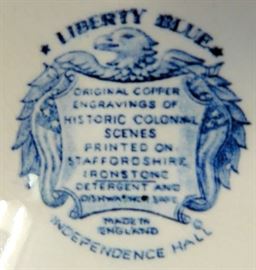 LIBERTY BLUE
ORIGINAL COPPER
ENGRAVINGS OF
HISTORIC COLONIAL
SCENES
PRINTED ON
STAFFORDSHIRE
IRONSTONE
DETERGENT AND
DISHWASHER SAFE
MADE IN
ENGLAND
INDEPENDENCE HALL